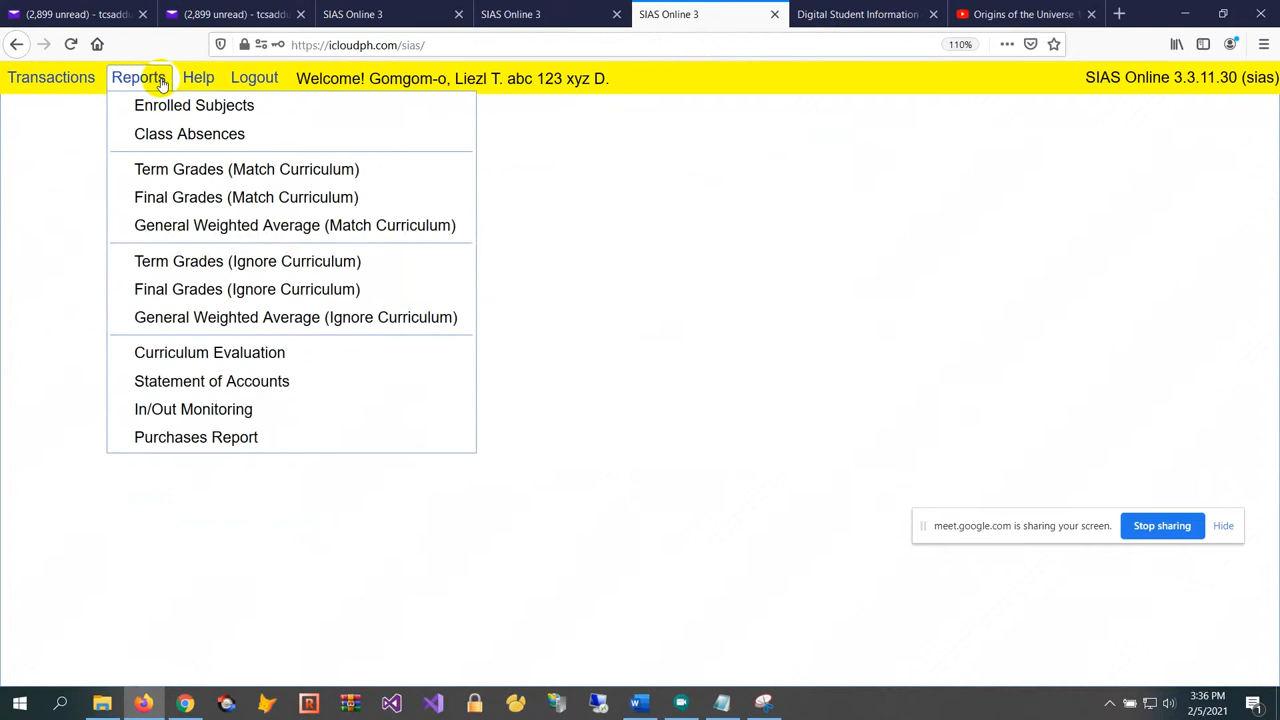 (2,899 unread) - tcsaddu
(2,899 unread) - tcsaddu
SIAS Online 3
SIAS Online 3
SIAS Online 3
Digital Student Information
Origins of the Universe
https://icloudph.com/sias/
110%
Transactions Reports Help Logout Welcome! Gomgom-o, Liezl T. abc 123 xyz D. SIAS Online 3.3.11.30 (sias)
Enrolled Subjects
Class Absences
Term Grades (Match Curriculum)
Final Grades (Match Curriculum)
General Weighted Average (Match Curriculum)
Term Grades (Ignore Curriculum)
Final Grades (Ignore Curriculum)
General Weighted Average (Ignore Curriculum)
Curriculum Evaluation
Statement of Accounts
In/Out Monitoring
Purchases Report
meet.google.com is sharing your screen. Stop sharing Hide
3:36 PM
2/5/2021